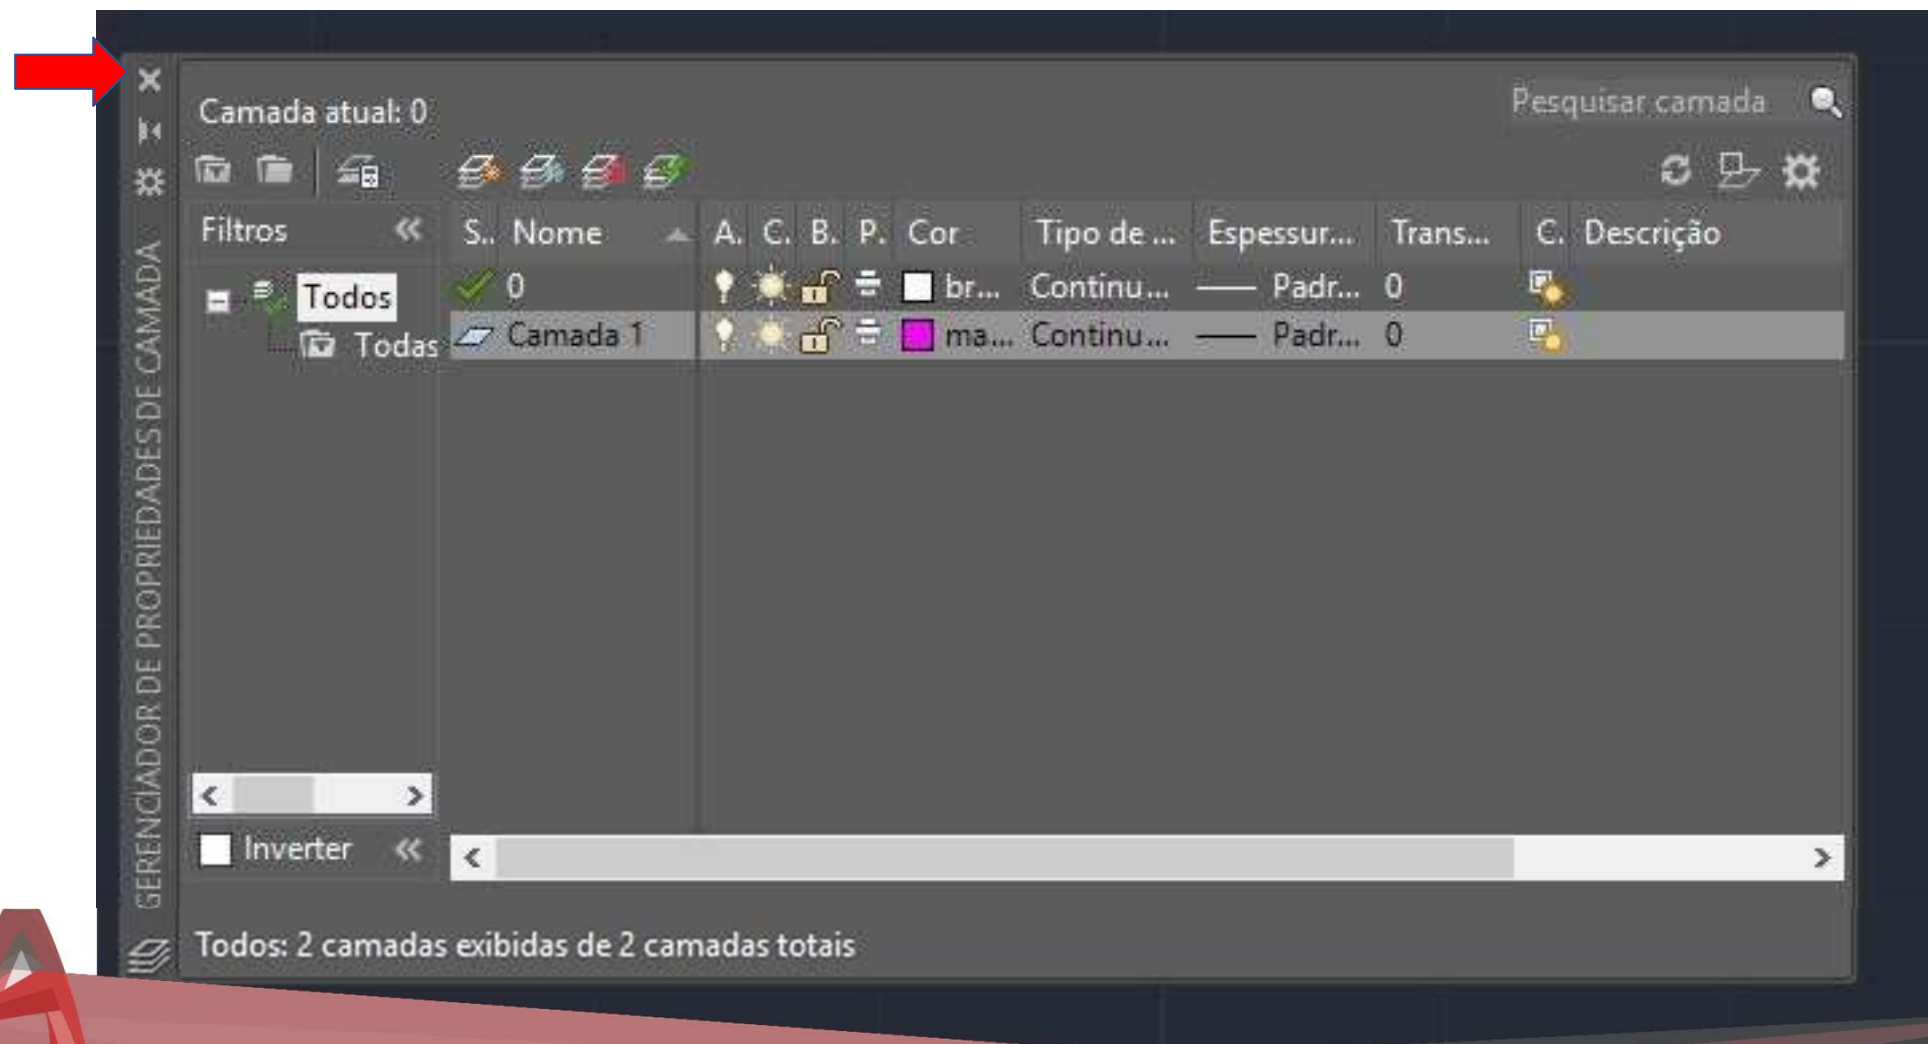 Camada atual: 0
Pesquisar camada
Filtros
S.. Nome A. C. B. P. Cor Tipo de ... Espessur... Trans... C. Descrição
Todos
0 br... Continu... Padr... 0
Todas
Camada 1 ma... Continu... Padr... 0
Inverter
Todos: 2 camadas exibidas de 2 camadas totais
GERENCIADOR DE PROPRIEDADES DE CAMADA